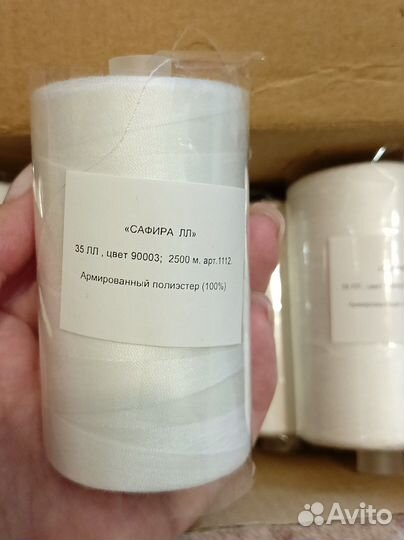 «САФИРА ЛЛ»
35 ЛЛ , цвет 90003; 2500 м. арт.1112.
Армированный полиэстер (100%)
Avito